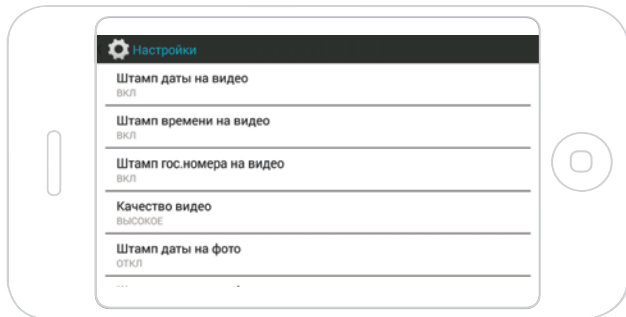 Настройки
Штамп даты на видео
ВКЛ
Штамп времени на видео
ВКЛ
Штамп гос.номера на видео
ВКЛ
Качество видео
ВЫСОКОЕ
Штамп даты на фото
ОТКЛ